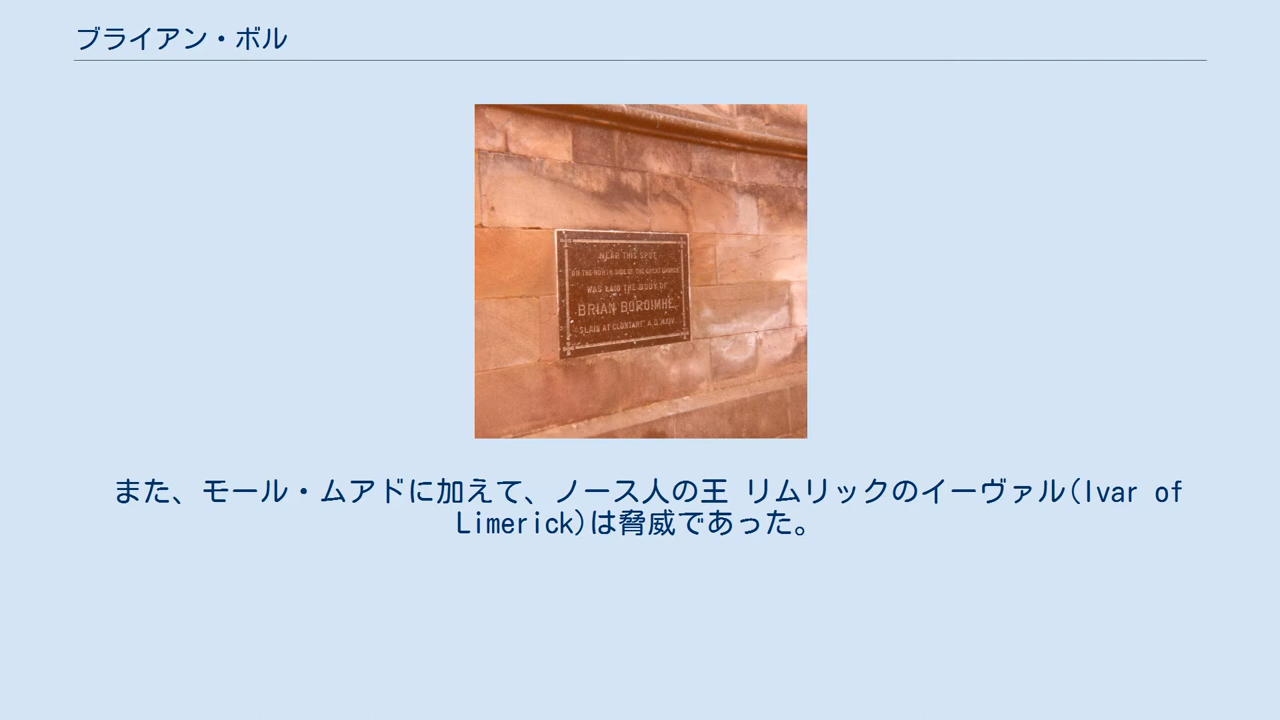 ブライアン・ボル
NEAR THIS SPOT
ON THE NORTH SIDE OF THE GREAT CHURCH
WAS LAID THE BODY OF
BRIAN BOROIMHE
SLAIN AT CLONTARF A.D. MXIV
また、モール・ムアドに加えて、ノース人の王 リムリックのイーヴァル(Ivar of
Limerick)は脅威であった。